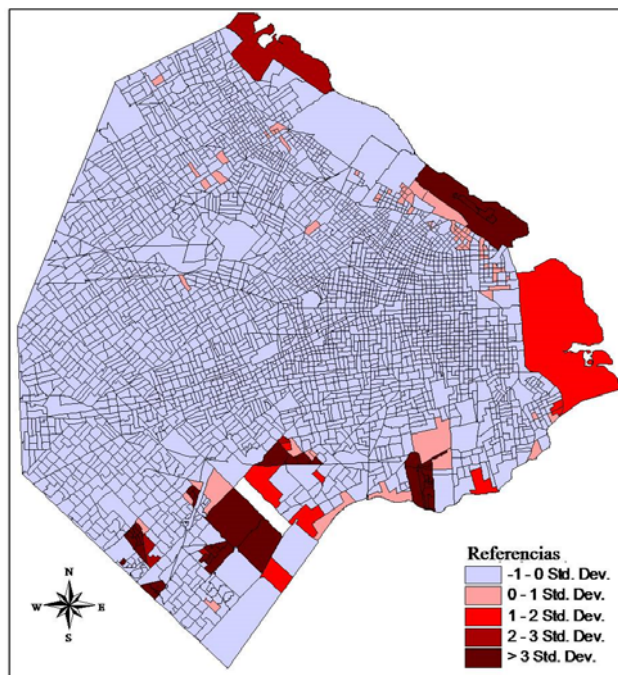 Referencias
-1 - 0 Std. Dev.
0 - 1 Std. Dev.
1 - 2 Std. Dev.
2 - 3 Std. Dev.
> 3 Std. Dev.
N
W E
S